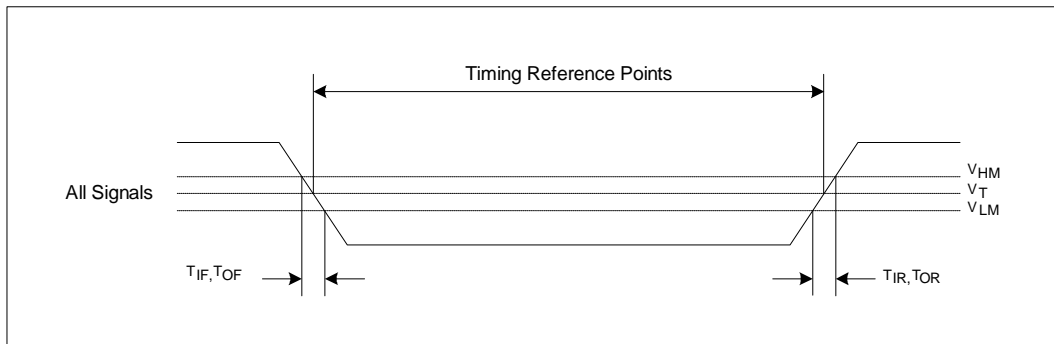 Timing Reference Points
All Signals
VHM
VT
VLM
TIF,TOF
TIR,TOR